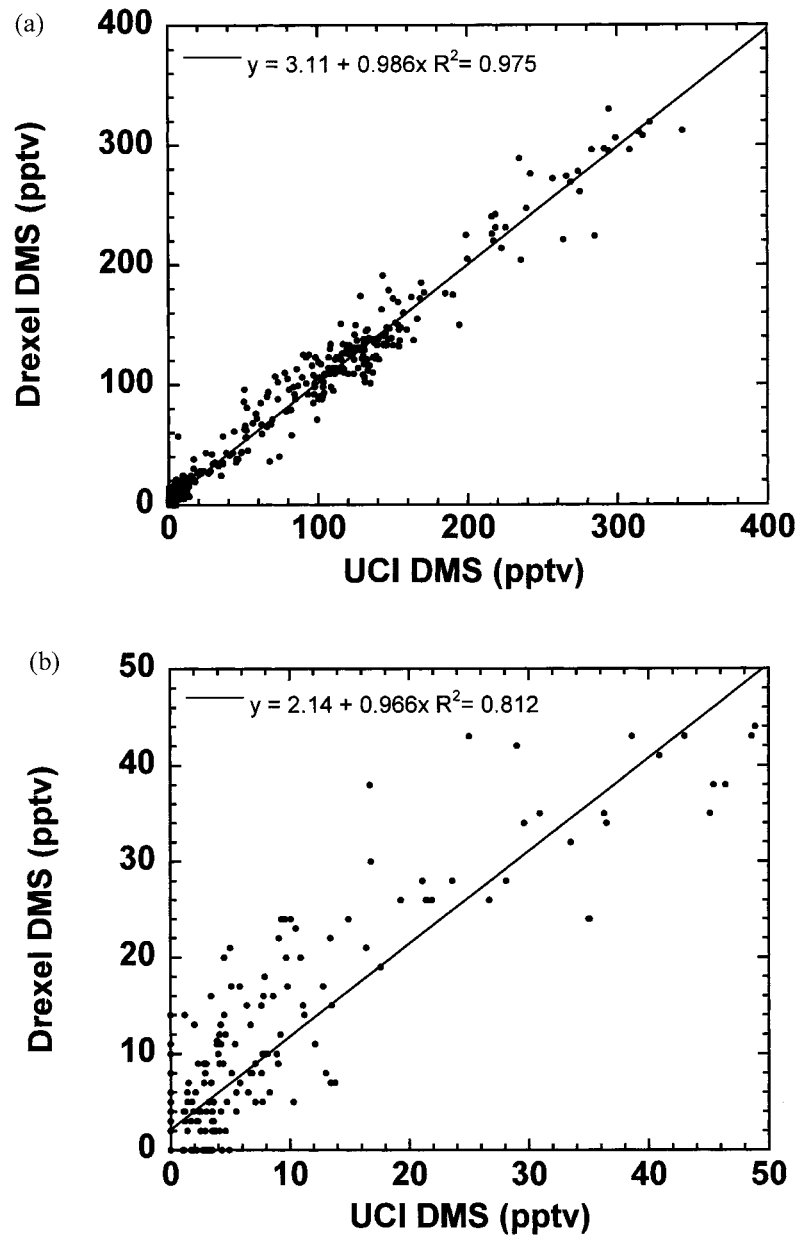 (a)
400
y = 3.11 + 0.986x R²= 0.975
300
Drexel DMS (pptv)
200
100
0
0 100 200 300 400
UCI DMS (pptv)
(b)
50
y = 2.14 + 0.966x R²= 0.812
40
Drexel DMS (pptv)
30
20
10
0
0 10 20 30 40 50
UCI DMS (pptv)